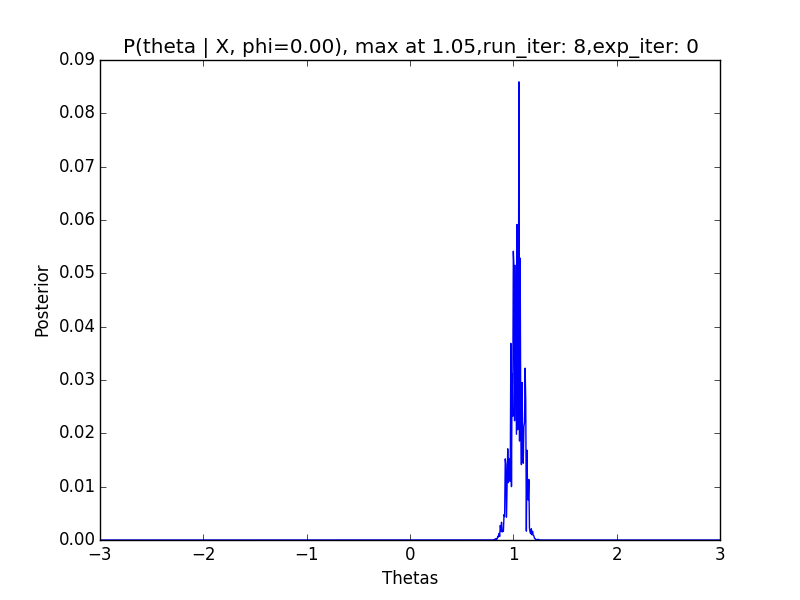 P(theta | X, phi=0.00), max at 1.05,run_iter: 8,exp_iter: 0
0.09
0.08
0.07
0.06
0.05
0.04
0.03
0.02
0.01
0.00
Posterior
−3 −2 −1 0 1 2 3
Thetas